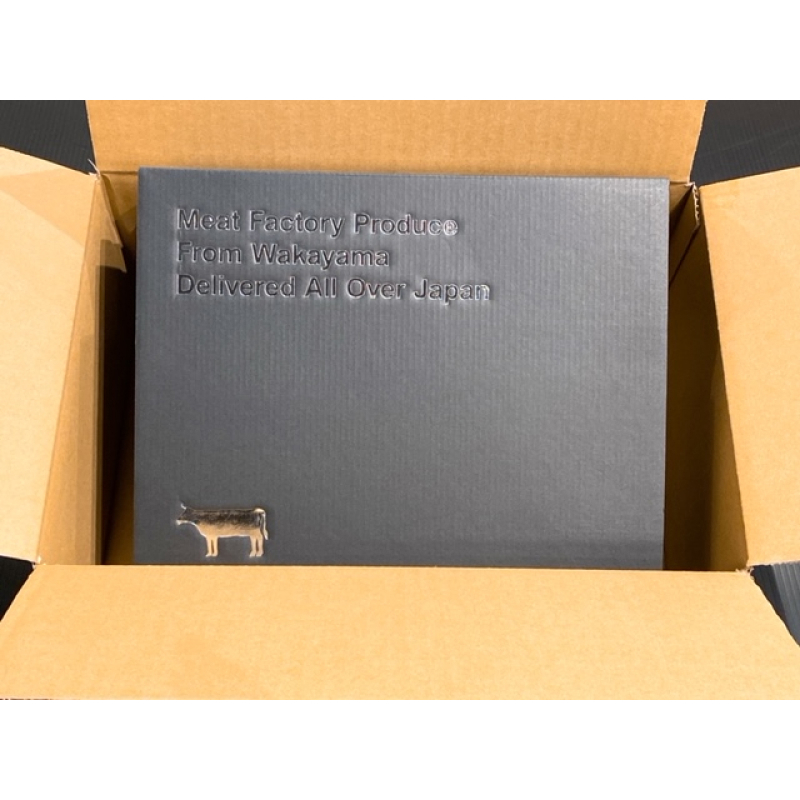 Meat Factory Produce
From Wakayama
Delivered All Over Japan